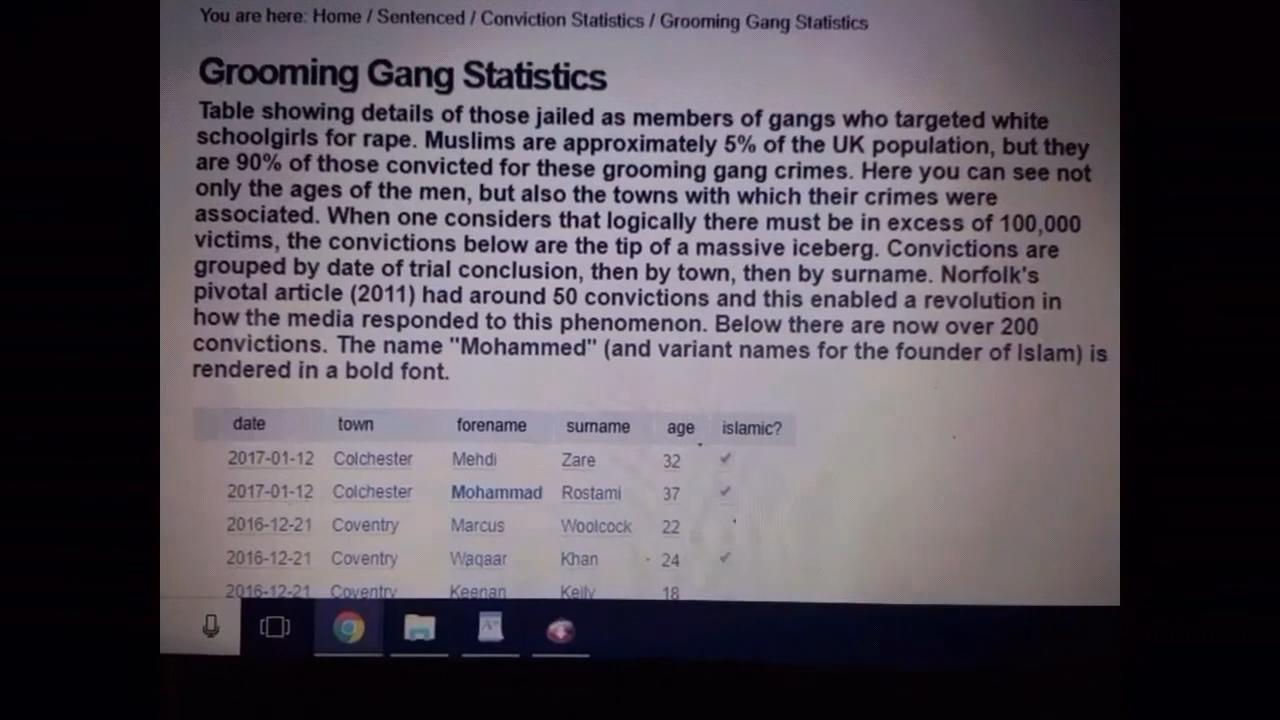 You are here: Home / Sentenced / Conviction Statistics / Grooming Gang Statistics
Grooming Gang Statistics
Table showing details of those jailed as members of gangs who targeted white
schoolgirls for rape. Muslims are approximately 5% of the UK population, but they
are 90% of those convicted for these grooming gang crimes. Here you can see not
only the ages of the men, but also the towns with which their crimes were
associated. When one considers that logically there must be in excess of 100,000
victims, the convictions below are the tip of a massive iceberg. Convictions are
grouped by date of trial conclusion, then by town, then by surname. Norfolk's
pivotal article (2011) had around 50 convictions and this enabled a revolution in
how the media responded to this phenomenon. Below there are now over 200
convictions. The name "Mohammed" (and variant names for the founder of Islam) is
rendered in a bold font.
date town forename surname age islamic?
2017-01-12 Colchester Mehdi Zare 32 ✔
2017-01-12 Colchester Mohammad Rostami 37 ✔
2016-12-21 Coventry Marcus Woolcock 22
2016-12-21 Coventry Waqaar Khan 24 ✔
2016-12-21 Coventry Keenan Kelly 18